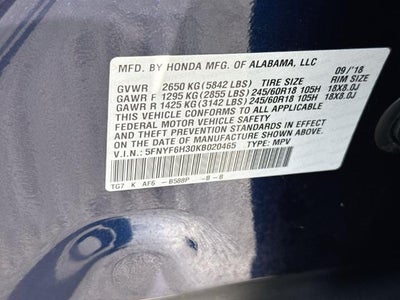 MFD. BY HONDA MFG. OF ALABAMA, LLC 09/'18
GVWR 2650 KG (5842 LBS) TIRE SIZE RIM SIZE
GAWR F 1295 KG (2855 LBS) 245/60R18 105H 18X8.0J
GAWR R 1425 KG (3142 LBS) 245/60R18 105H 18X8.0J
THIS VEHICLE CONFORMS TO ALL APPLICABLE
FEDERAL MOTOR VEHICLE SAFETY AND
THEFT PREVENTION STANDARDS IN EFFECT
ON THE DATE OF MANUFACTURE SHOWN ABOVE.
V.I.N.: 5FNYF6H30KB020465 TYPE: MPV
TG7 K AF6 -B588P -B-B